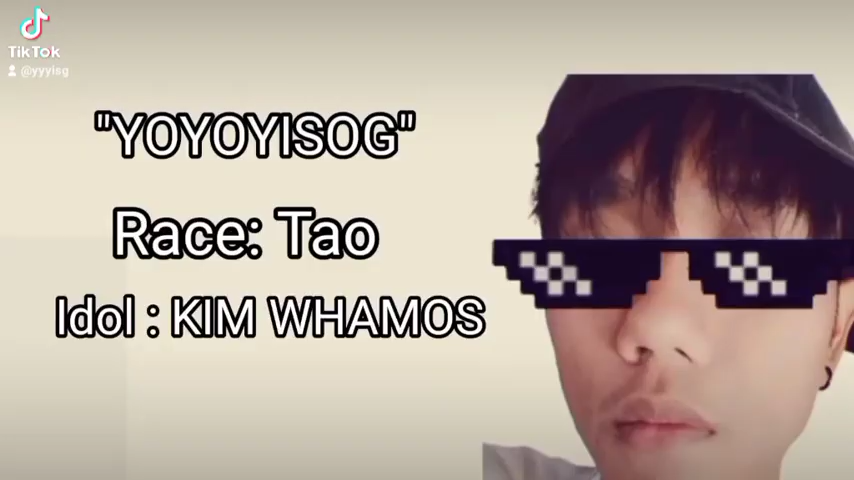 TikTok
@yyyisg
"YOYOYISOG"
Race: Tao
Idol : KIM WHAMOS